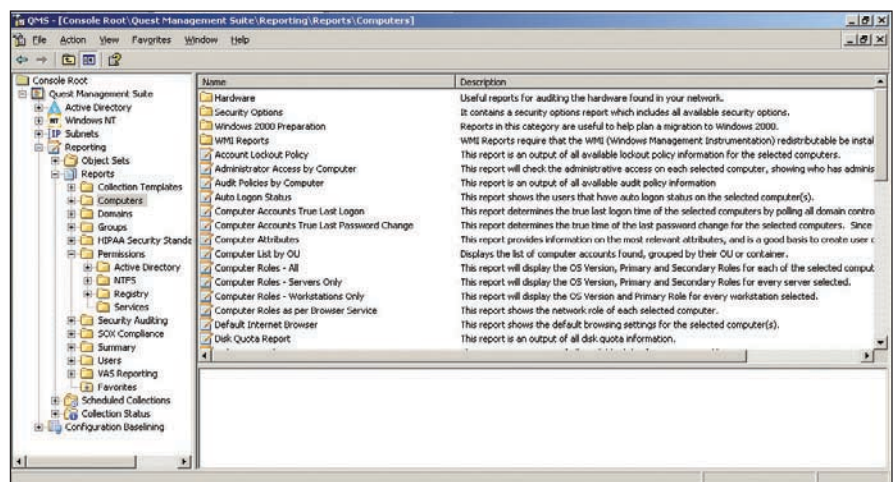 QMS - [Console Root\Quest Management Suite\Reporting\Reports\Computers]
File Action View Favorites Window Help
Console Root
Quest Management Suite
Active Directory
NT Windows NT
IP Subnets
Reporting
Object Sets
Reports
Collection Templates
Computers
Domains
Groups
HIPAA Security Stande
Permissions
Active Directory
NTFS
Registry
Services
Security Auditing
SOX Compliance
Summary
Users
VAS Reporting
Favorites
Scheduled Collections
Collection Status
Configuration Baselining
Name Description
Hardware Useful reports for auditing the hardware found in your network.
Security Options It contains a security options report which includes all available security options.
Windows 2000 Preparation Reports in this category are useful to help plan a migration to Windows 2000.
WMI Reports WMI Reports require that the WMI (Windows Management Instrumentation) redistributable be instal
Account Lockout Policy This report is an output of all available lockout policy information for the selected computers.
Administrator Access by Computer This report will check the administrative access on each selected computer, showing who has adminis
Audit Policies by Computer This report is an output of all available audit policy information
Auto Logon Status This report shows the users that have auto logon status on the selected computer(s).
Computer Accounts True Last Logon This report determines the true last logon time of the selected computers by polling all domain contro
Computer Accounts True Last Password Change This report determines the true time of the last password change for the selected computers. Since
Computer Attributes This report provides information on the most relevant attributes, and is a good basis to create user c
Computer List by OU Displays the list of computer accounts found, grouped by their OU or container.
Computer Roles - All This report will display the OS Version, Primary and Secondary Roles for each of the selected comput
Computer Roles - Servers Only This report will display the OS Version, Primary and Secondary Roles for every server selected.
Computer Roles - Workstations Only This report will display the OS Version and Primary Role for every workstation selected.
Computer Roles as per Browser Service This report shows the network role of each selected computer.
Default Internet Browser This report shows the default browsing settings for the selected computer(s).
Disk Quota Report This report is an output of all disk quota information.